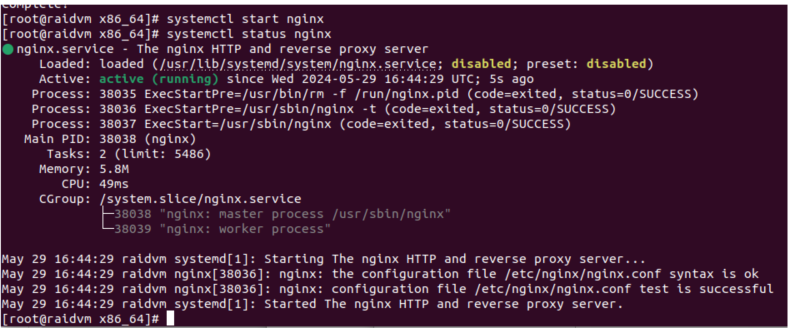 Complete!
[root@raidvm x86_64]# systemctl start nginx
[root@raidvm x86_64]# systemctl status nginx
● nginx.service - The nginx HTTP and reverse proxy server
     Loaded: loaded (/usr/lib/systemd/system/nginx.service; disabled; preset: disabled)
     Active: active (running) since Wed 2024-05-29 16:44:29 UTC; 5s ago
    Process: 38035 ExecStartPre=/usr/bin/rm -f /run/nginx.pid (code=exited, status=0/SUCCESS)
    Process: 38036 ExecStartPre=/usr/sbin/nginx -t (code=exited, status=0/SUCCESS)
    Process: 38037 ExecStart=/usr/sbin/nginx (code=exited, status=0/SUCCESS)
   Main PID: 38038 (nginx)
      Tasks: 2 (limit: 5486)
     Memory: 5.8M
        CPU: 49ms
     CGroup: /system.slice/nginx.service
             ├─38038 "nginx: master process /usr/sbin/nginx"
             └─38039 "nginx: worker process"
May 29 16:44:29 raidvm systemd[1]: Starting The nginx HTTP and reverse proxy server...
May 29 16:44:29 raidvm nginx[38036]: nginx: the configuration file /etc/nginx/nginx.conf syntax is ok
May 29 16:44:29 raidvm nginx[38036]: nginx: configuration file /etc/nginx/nginx.conf test is successful
May 29 16:44:29 raidvm systemd[1]: Started The nginx HTTP and reverse proxy server.
[root@raidvm x86_64]#